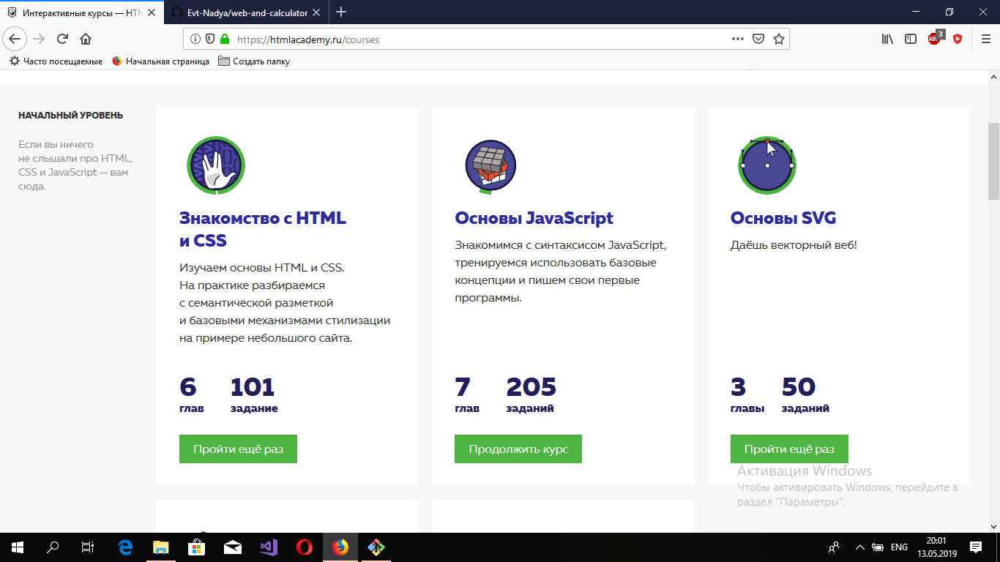 Интерактивные курсы — HTM
Evt-Nadya/web-and-calculator
https://htmlacademy.ru/courses
ABP
3
Часто посещаемые
Начальная страница
Создать папку
НАЧАЛЬНЫЙ УРОВЕНЬ
Если вы ничего
не слышали про HTML,
CSS и JavaScript — вам
сюда.
Знакомство с HTML
и CSS
Изучаем основы HTML и CSS.
На практике разбираемся
с семантической разметкой
и базовыми механизмами стилизации
на примере небольшого сайта.
6 101
глав задание
Пройти ещё раз
Основы JavaScript
Знакомимся с синтаксисом JavaScript,
тренируемся использовать базовые
концепции и пишем свои первые
программы.
7 205
глав заданий
Продолжить курс
Основы SVG
Даёшь векторный веб!
3 50
главы заданий
Пройти ещё раз
Активация Windows
Чтобы активировать Windows, перейдите в
раздел "Параметры".
ENG
20:01
13.05.2019